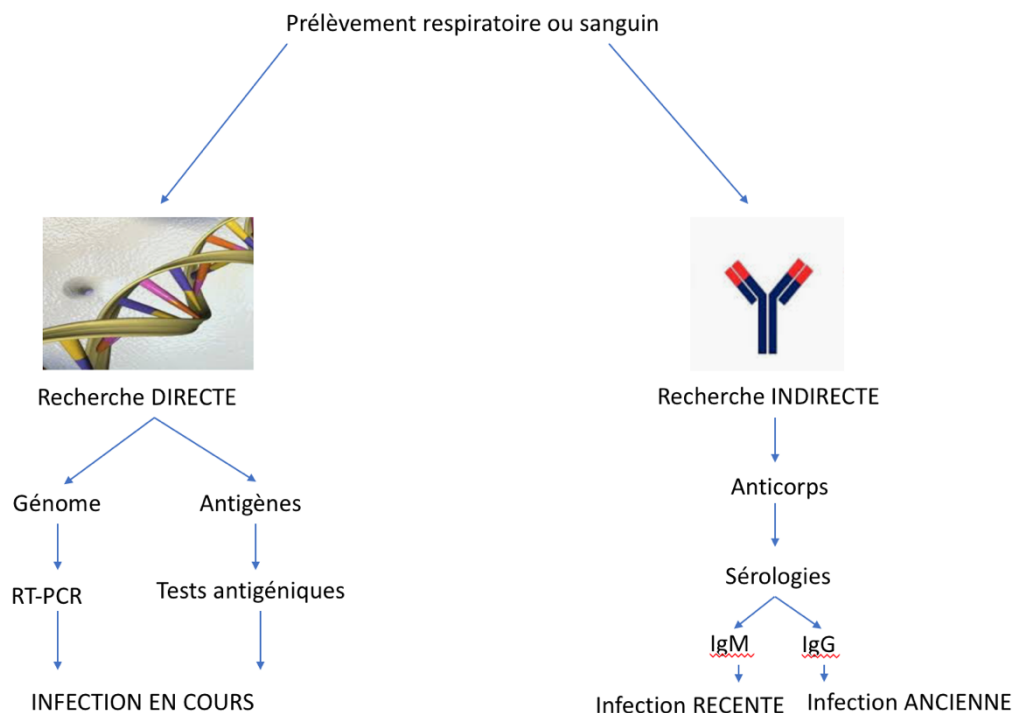 Prélèvement respiratoire ou sanguin
Recherche DIRECTE
Recherche INDIRECTE
Génome
Antigènes
Anticorps
RT-PCR
Tests antigéniques
Sérologies
IgM
IgG
INFECTION EN COURS
Infection RECENTE
Infection ANCIENNE